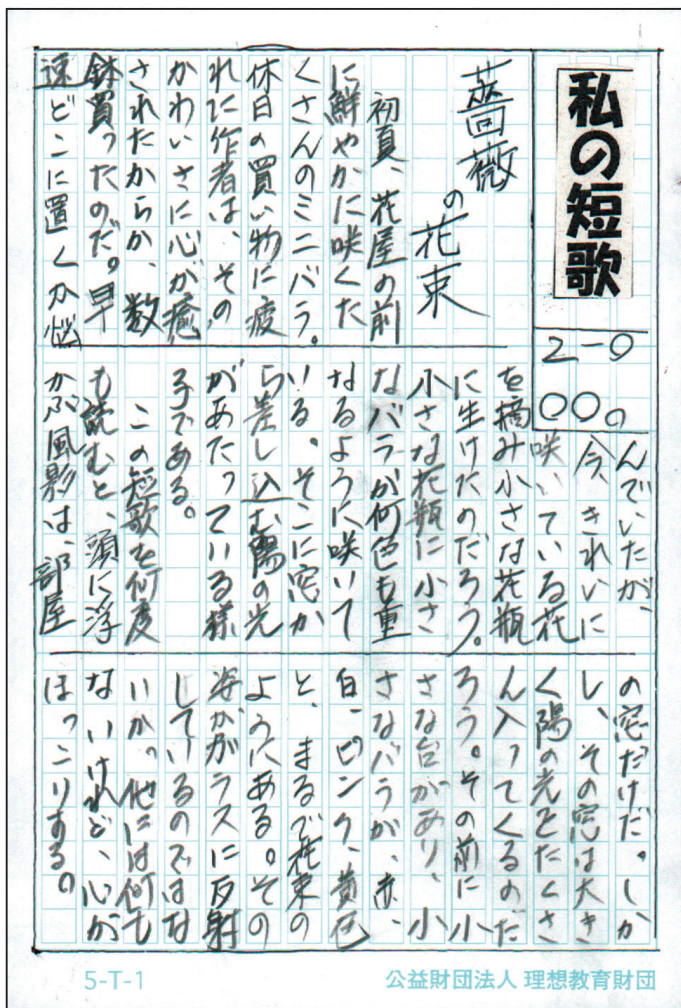 私の短歌
2-9
〇〇〇
薔薇の花束
初夏、花屋の前
に鮮やかに咲くた
くさんのミニバラ。
休日の買い物に疲
れた作者は、その
かわいさに心が癒
されたからか、数
鉢買ったのだ。早
速どこに置くか悩
んでいたが、
今、きれいに
咲いている花
を摘み小さな花瓶
に生けたのだろう。
小さな花瓶に小さ
なバラが何色も重
なるように咲いて
いる。そこに窓か
ら差し込む陽の光
があたっている様
子である。
この短歌を何度
も読むと、頭に浮
かぶ風影は、部屋
の窓だけだ。しか
し、その窓は大き
く陽の光をたくさ
ん入ってくるのだ
ろう。その前に小
さな台があり、小
さなバラが、赤、
白、ピンク、黄色
と、まるで花束の
ようにある。その
姿がガラスに反射
しているのではな
いか。他には何も
ないけれど、心が
ほっこりする。
5-T-1
公益財団法人 理想教育財団